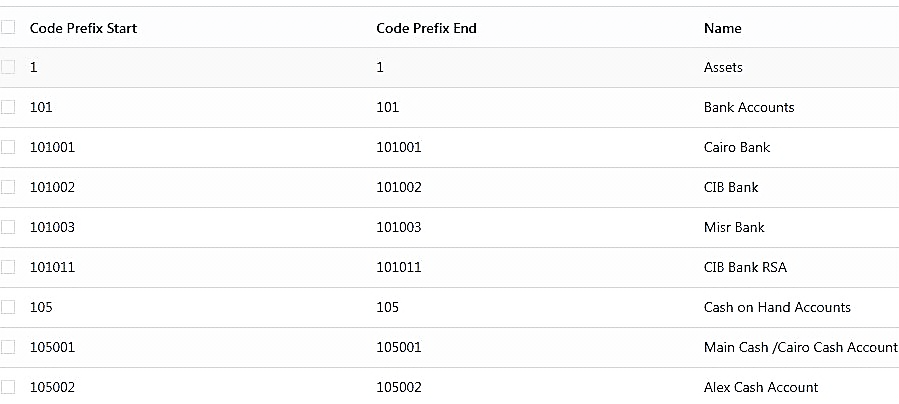 Code Prefix Start Code Prefix End Name
1 1 Assets
101 101 Bank Accounts
101001 101001 Cairo Bank
101002 101002 CIB Bank
101003 101003 Misr Bank
101011 101011 CIB Bank RSA
105 105 Cash on Hand Accounts
105001 105001 Main Cash /Cairo Cash Account
105002 105002 Alex Cash Account